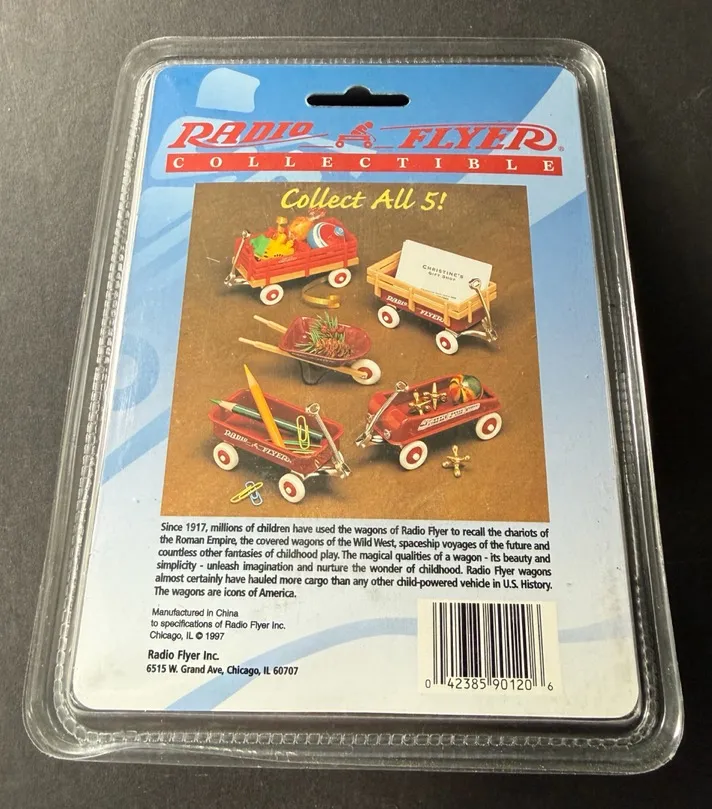 RADIO FLYER®
COLLECTIBLE
Collect All 5!
CHRISTINE'S
GIFT SHOP
RADIO FLYER
RADIO FLYER
Since 1917, millions of children have used the wagons of Radio Flyer to recall the chariots of
the Roman Empire, the covered wagons of the Wild West, spaceship voyages of the future and
countless other fantasies of childhood play. The magical qualities of a wagon - its beauty and
simplicity - unleash imagination and nurture the wonder of childhood. Radio Flyer wagons
almost certainly have hauled more cargo than any other child-powered vehicle in U.S. History.
The wagons are icons of America.
Manufactured in China
to specifications of Radio Flyer Inc.
Chicago, IL © 1997
Radio Flyer Inc.
6515 W. Grand Ave, Chicago, IL 60707
0 42385 90120 6